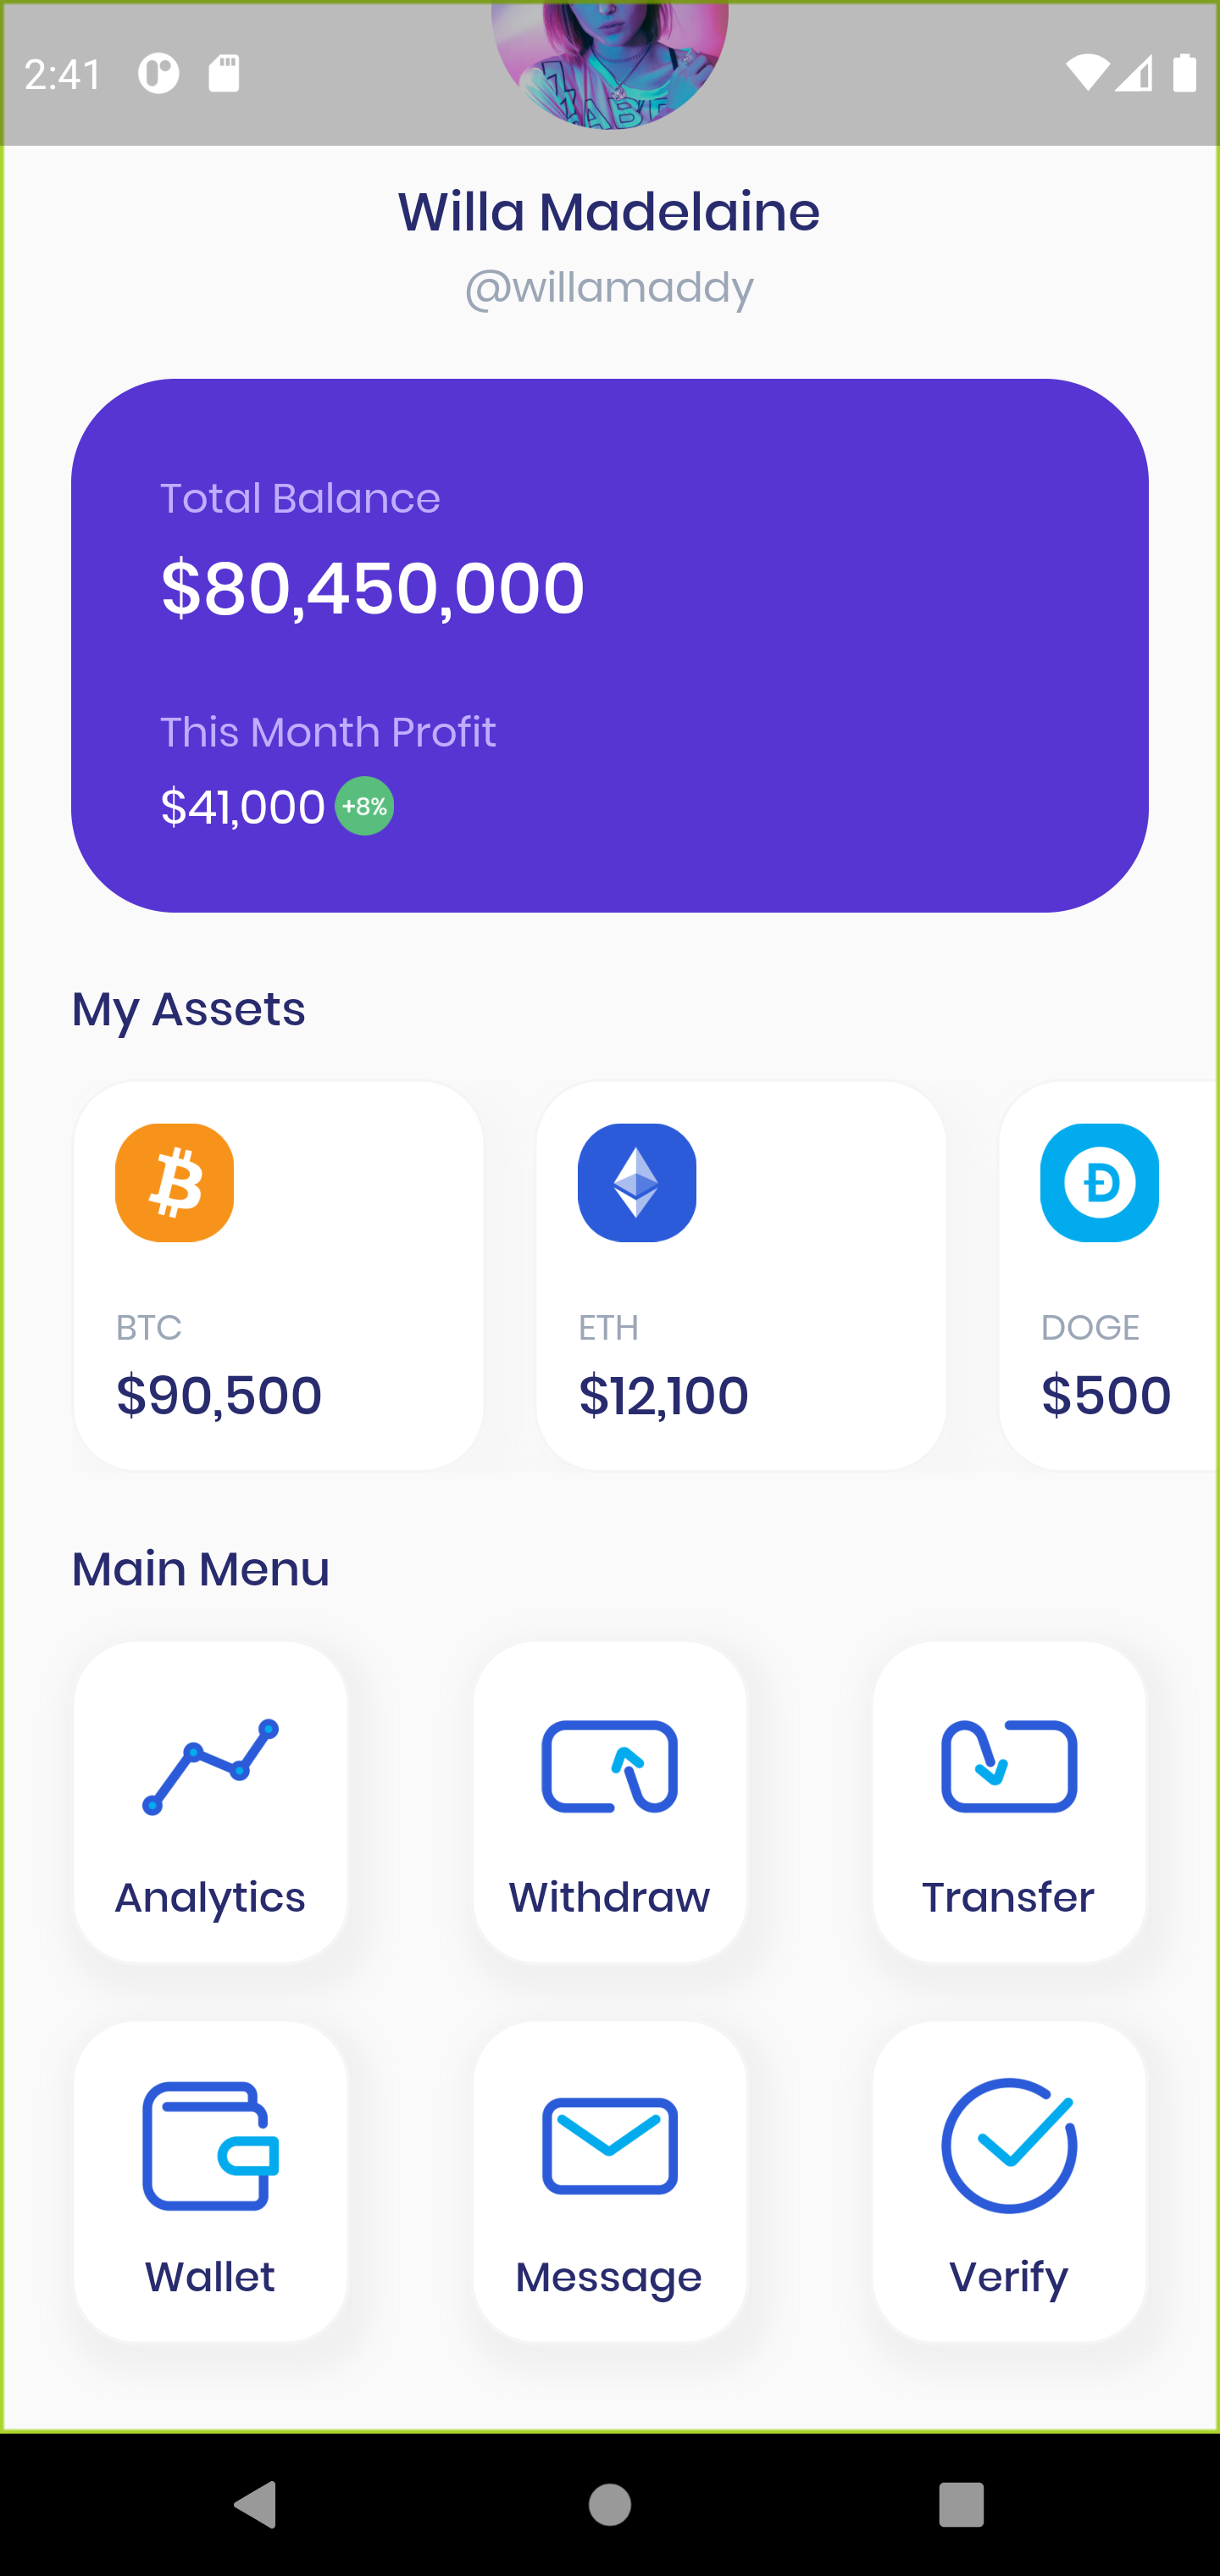 2:41
ABE
Willa Madelaine
@willamaddy
Total Balance
$80,450,000
This Month Profit
$41,000 +8%
My Assets
BTC
$90,500
ETH
$12,100
DOGE
$500
Main Menu
Analytics
Withdraw
Transfer
Wallet
Message
Verify